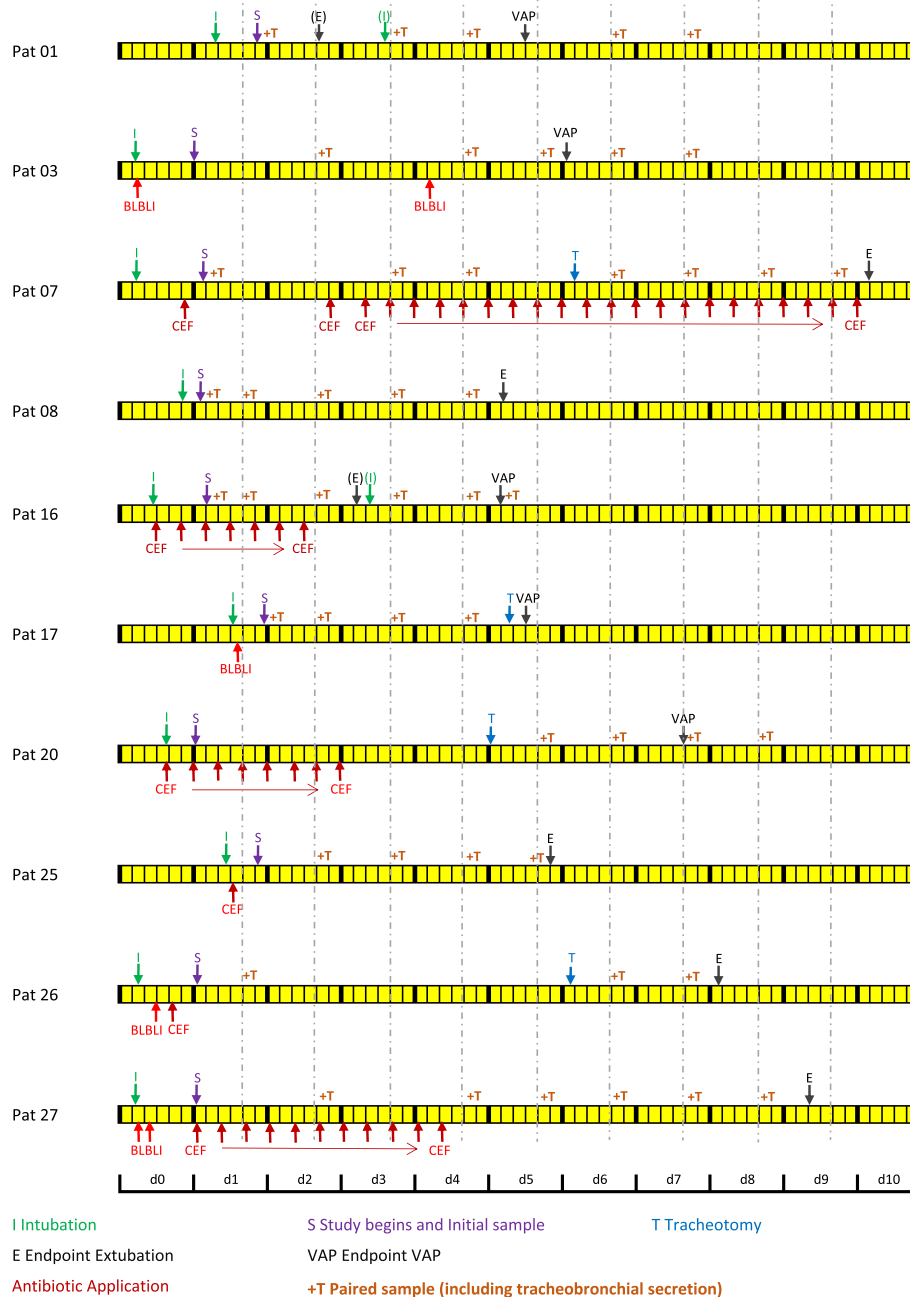 I S +T (E) (I) +T +T VAP +T +T
Pat 01
I S +T +T +T VAP +T +T
Pat 03
BLBLI BLBLI
I S +T +T +T T +T +T +T +T E
Pat 07
CEF CEF CEF CEF
I S +T +T +T +T +T E
Pat 08
I S +T +T +T (E) (I) +T +T VAP +T
Pat 16
CEF CEF
I S +T +T +T +T T VAP
Pat 17
BLBLI
I S T +T +T VAP +T +T
Pat 20
CEF CEF
I S +T +T +T +T E
Pat 25
CEF
I S +T T +T +T E
Pat 26
BLBLI CEF
I S +T +T +T +T +T +T E
Pat 27
BLBLI CEF CEF
d0 d1 d2 d3 d4 d5 d6 d7 d8 d9 d10
I Intubation S Study begins and Initial sample T Tracheotomy
E Endpoint Extubation VAP Endpoint VAP
Antibiotic Application +T Paired sample (including tracheobronchial secretion)